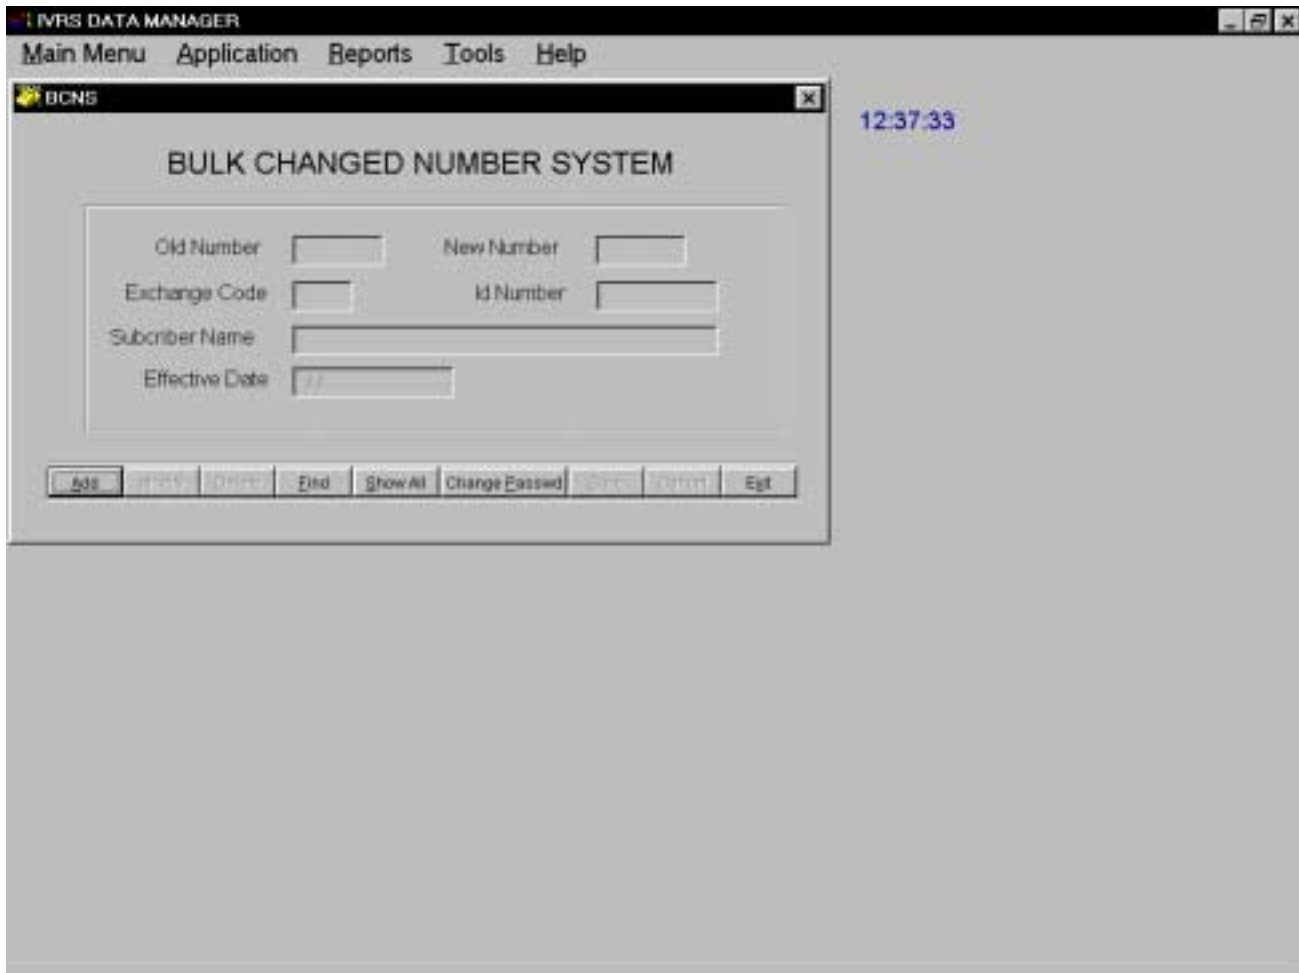 IVRS DATA MANAGER
Main Menu Application Reports Tools Help
BCNS
12:37:33
BULK CHANGED NUMBER SYSTEM
Old Number New Number
Exchange Code Id Number
Subcriber Name
Effective Date / /
Add Delete Find Show All Change Passwd Exit